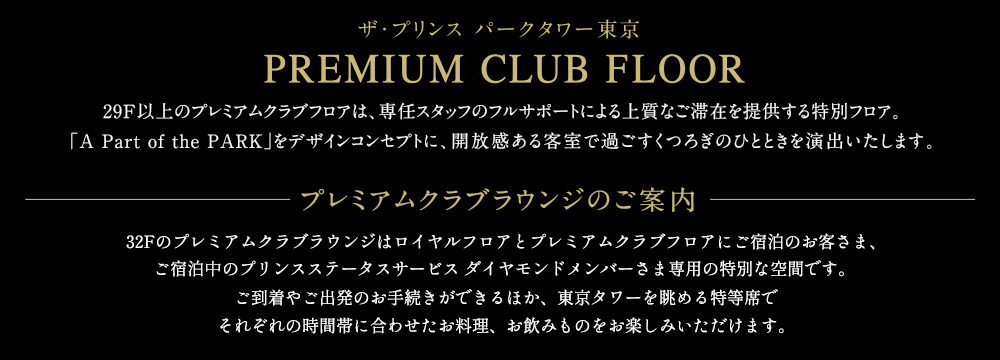 ザ・プリンス パークタワー東京
PREMIUM CLUB FLOOR
29F以上のプレミアムクラブフロアは、専任スタッフのフルサポートによる上質なご滞在を提供する特別フロア。
「A Part of the PARK」をデザインコンセプトに、開放感ある客室で過ごすくつろぎのひとときを演出いたします。
プレミアムクラブラウンジのご案内
32Fのプレミアムクラブラウンジはロイヤルフロアとプレミアムクラブフロアにご宿泊のお客さま、
ご宿泊中のプリンスステータスサービス ダイヤモンドメンバーさま専用の特別な空間です。
ご到着やご出発のお手続きができるほか、東京タワーを眺める特等席で
それぞれの時間帯に合わせたお料理、お飲みものをお楽しみいただけます。